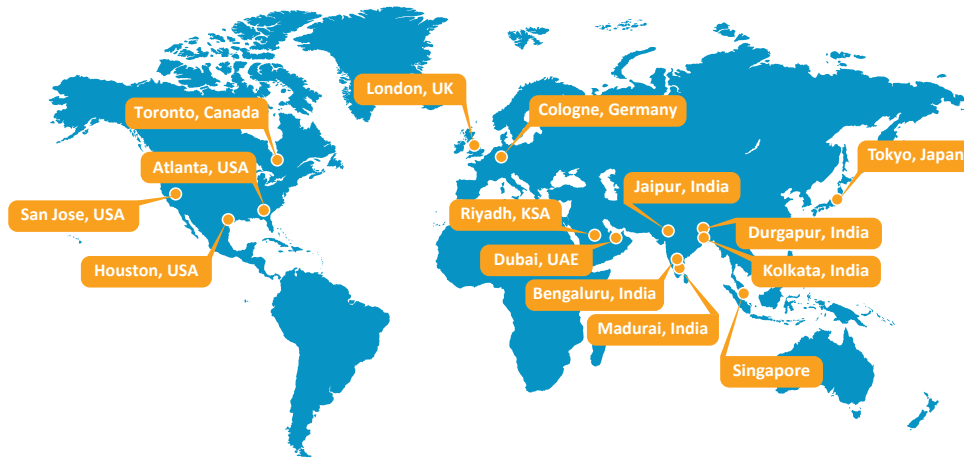 London, UK
Toronto, Canada
Cologne, Germany
Atlanta, USA
Tokyo, Japan
Jaipur, India
San Jose, USA
Riyadh, KSA
Durgapur, India
Dubai, UAE
Houston, USA
Kolkata, India
Bengaluru, India
Madurai, India
Singapore